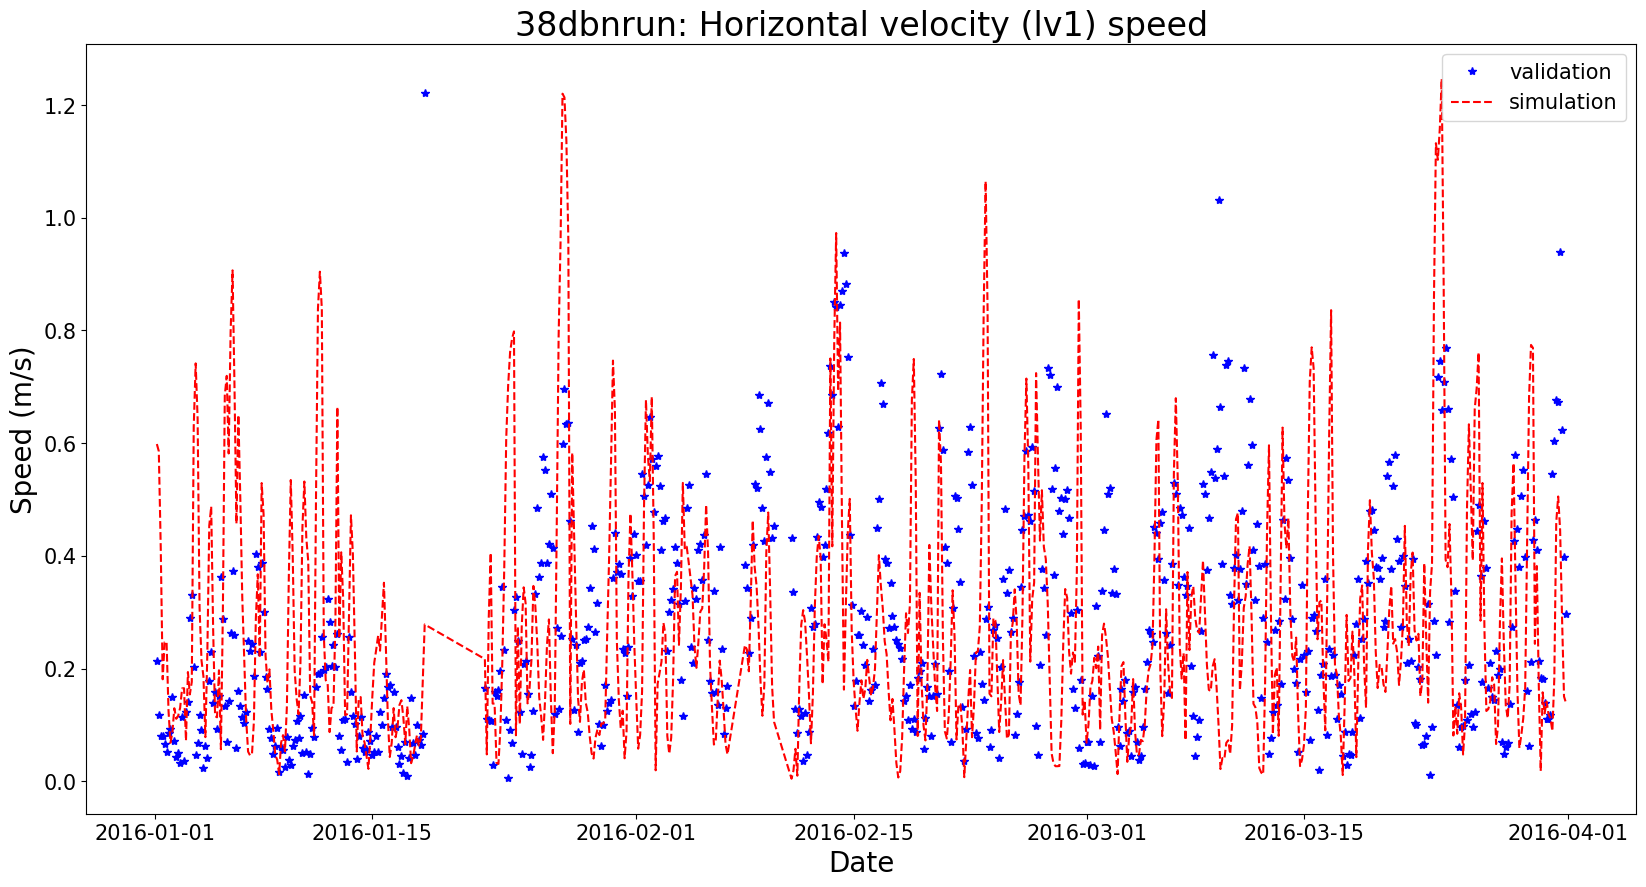 38dbnrun: Horizontal velocity (lv1) speed
validation
simulation
Speed (m/s)
1.2
1.0
0.8
0.6
0.4
0.2
0.0
2016-01-01
2016-01-15
2016-02-01
2016-02-15
2016-03-01
2016-03-15
2016-04-01
Date